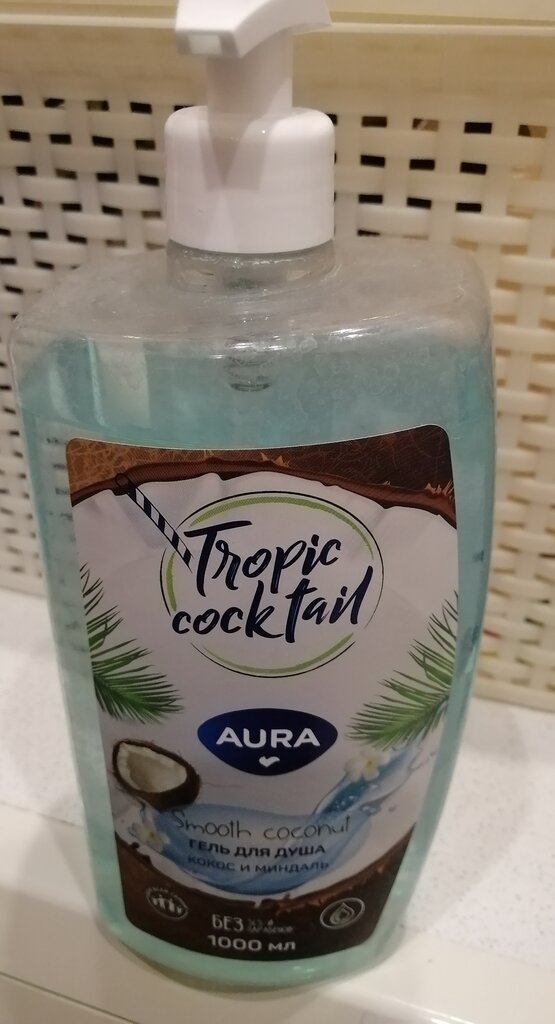 Tropic
cocktail
AURA
Smooth coconut
ГЕЛЬ ДЛЯ ДУША
КОКОС И МИНДАЛЬ
БЕЗ
1000 МЛ